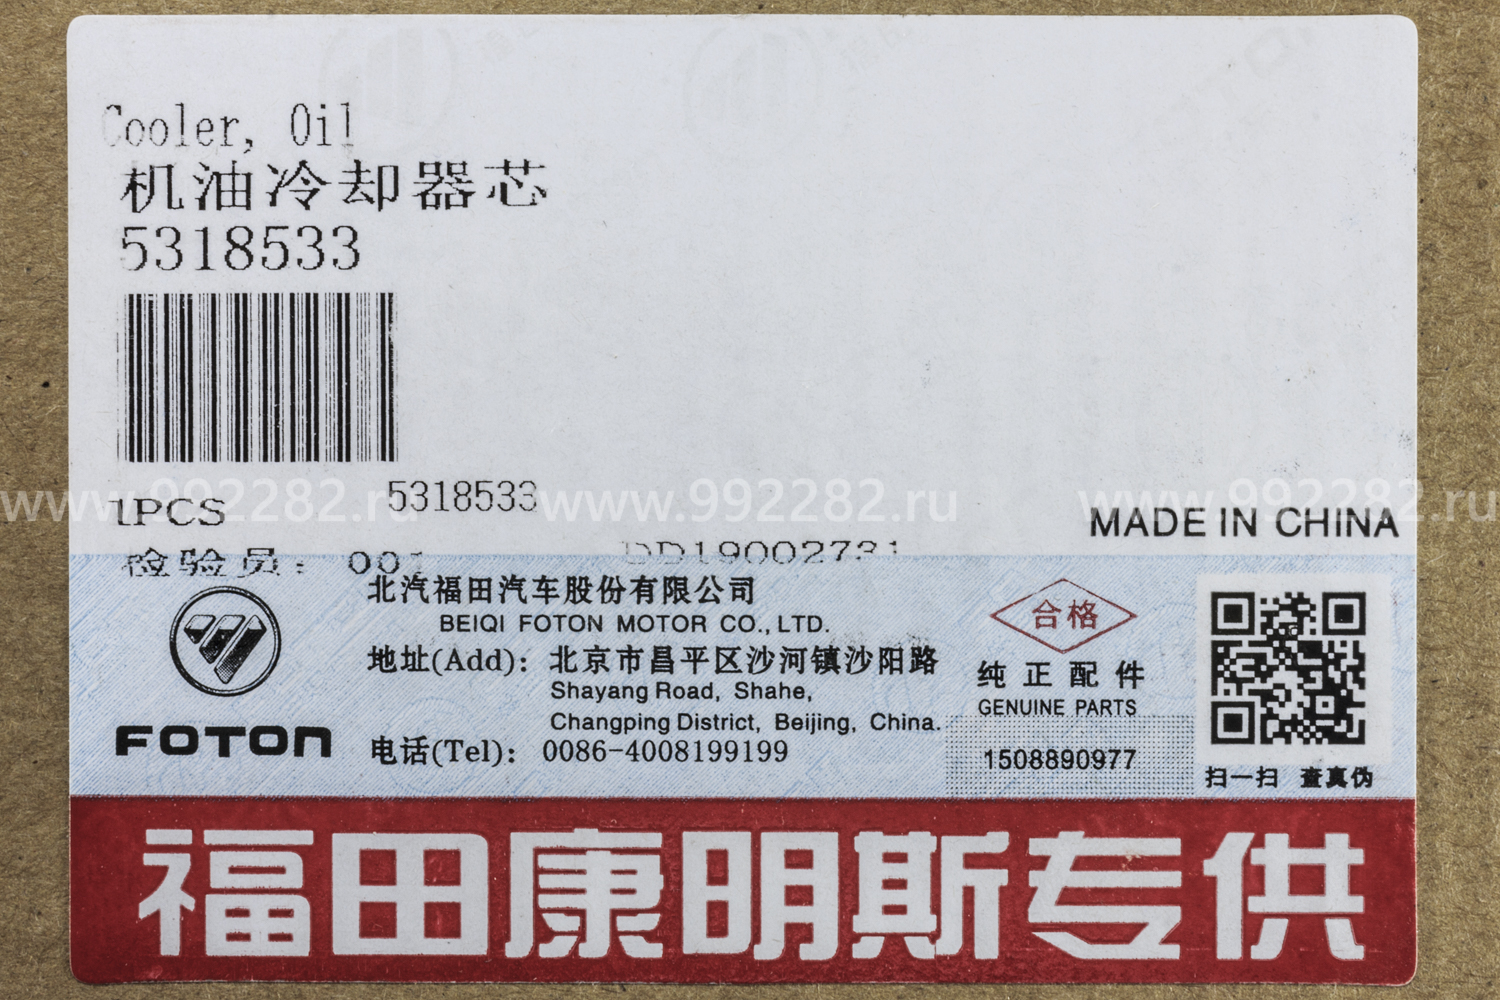 Cooler, Oil
机油冷却器芯
5318533
1PCS
5318533
www.992282.ru
www.992282.ru
www.992282.ru
MADE IN CHINA
检验员: 001
DD19002731
北汽福田汽车股份有限公司
BEIQI FOTON MOTOR CO.,LTD.
地址(Add): 北京市昌平区沙河镇沙阳路
Shayang Road, Shahe,
Changping District, Beijing, China.
电话(Tel): 0086-4008199199
FOTON
合格
纯正配件
GENUINE PARTS
1508890977
扫一扫 查真伪
福田康明斯专供